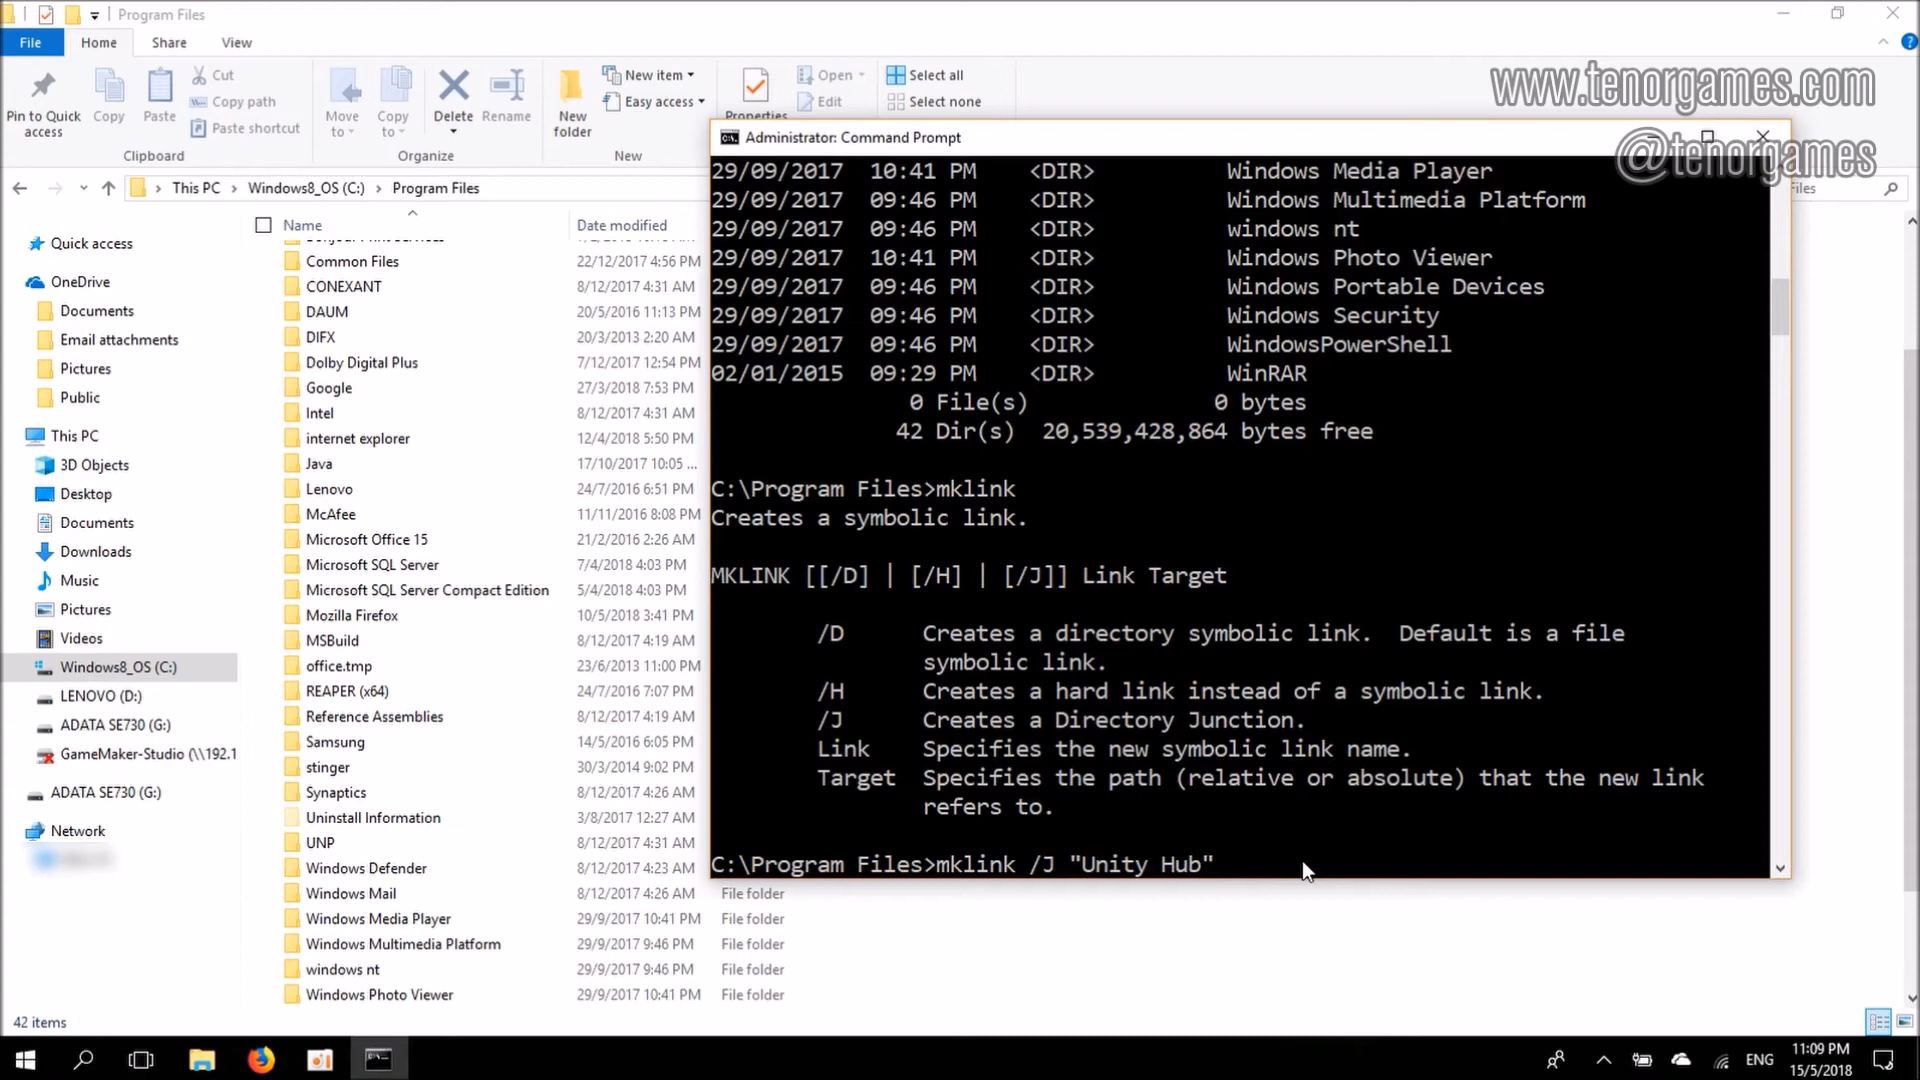 Program Files
File Home Share View
Pin to Quick access
Copy
Paste
Cut
Copy path
Paste shortcut
Clipboard
Move to
Copy to
Delete
Rename
Organize
New folder
New item
Easy access
New
Properties
Open
Edit
Select all
Select none
www.tenorgames.com
@tenorgames
This PC > Windows8_OS (C:) > Program Files
Name Date modified
Quick access
OneDrive
Documents
Email attachments
Pictures
Public
This PC
3D Objects
Desktop
Documents
Downloads
Music
Pictures
Videos
Windows8_OS (C:)
LENOVO (D:)
ADATA SE730 (G:)
GameMaker-Studio (\\192.1
ADATA SE730 (G:)
Network
Common Files 22/12/2017 4:56 PM
CONEXANT 8/12/2017 4:31 AM
DAUM 20/5/2016 11:13 PM
DIFX 20/3/2013 2:20 AM
Dolby Digital Plus 7/12/2017 12:54 PM
Google 27/3/2018 7:53 PM
Intel 8/12/2017 4:31 AM
internet explorer 12/4/2018 5:50 PM
Java 17/10/2017 10:05 ...
Lenovo 24/7/2016 6:51 PM
McAfee 11/11/2016 8:08 PM
Microsoft Office 15 21/2/2016 2:26 AM
Microsoft SQL Server 7/4/2018 4:03 PM
Microsoft SQL Server Compact Edition 5/4/2018 4:03 PM
Mozilla Firefox 10/5/2018 3:41 PM
MSBuild 8/12/2017 4:19 AM
office.tmp 23/6/2013 11:00 PM
REAPER (x64) 24/7/2016 7:07 PM
Reference Assemblies 8/12/2017 4:19 AM
Samsung 14/5/2016 6:05 PM
stinger 30/3/2014 9:02 PM
Synaptics 8/12/2017 4:26 AM
Uninstall Information 3/8/2017 12:27 AM
UNP 8/12/2017 4:31 AM
Windows Defender 8/12/2017 4:23 AM
Windows Mail 8/12/2017 4:26 AM File folder
Windows Media Player 29/9/2017 10:41 PM File folder
Windows Multimedia Platform 29/9/2017 9:46 PM File folder
windows nt 29/9/2017 9:46 PM File folder
Windows Photo Viewer 29/9/2017 10:41 PM File folder
Administrator: Command Prompt
29/09/2017 10:41 PM <DIR> Windows Media Player
29/09/2017 09:46 PM <DIR> Windows Multimedia Platform
29/09/2017 09:46 PM <DIR> windows nt
29/09/2017 10:41 PM <DIR> Windows Photo Viewer
29/09/2017 09:46 PM <DIR> Windows Portable Devices
29/09/2017 09:46 PM <DIR> Windows Security
29/09/2017 09:46 PM <DIR> WindowsPowerShell
02/01/2015 09:29 PM <DIR> WinRAR
0 File(s) 0 bytes
42 Dir(s) 20,539,428,864 bytes free
C:\Program Files>mklink
Creates a symbolic link.
MKLINK [[/D] | [/H] | [/J]] Link Target
/D Creates a directory symbolic link. Default is a file
symbolic link.
/H Creates a hard link instead of a symbolic link.
/J Creates a Directory Junction.
Link Specifies the new symbolic link name.
Target Specifies the path (relative or absolute) that the new link
refers to.
C:\Program Files>mklink /J "Unity Hub"
42 items
ENG
11:09 PM
15/5/2018